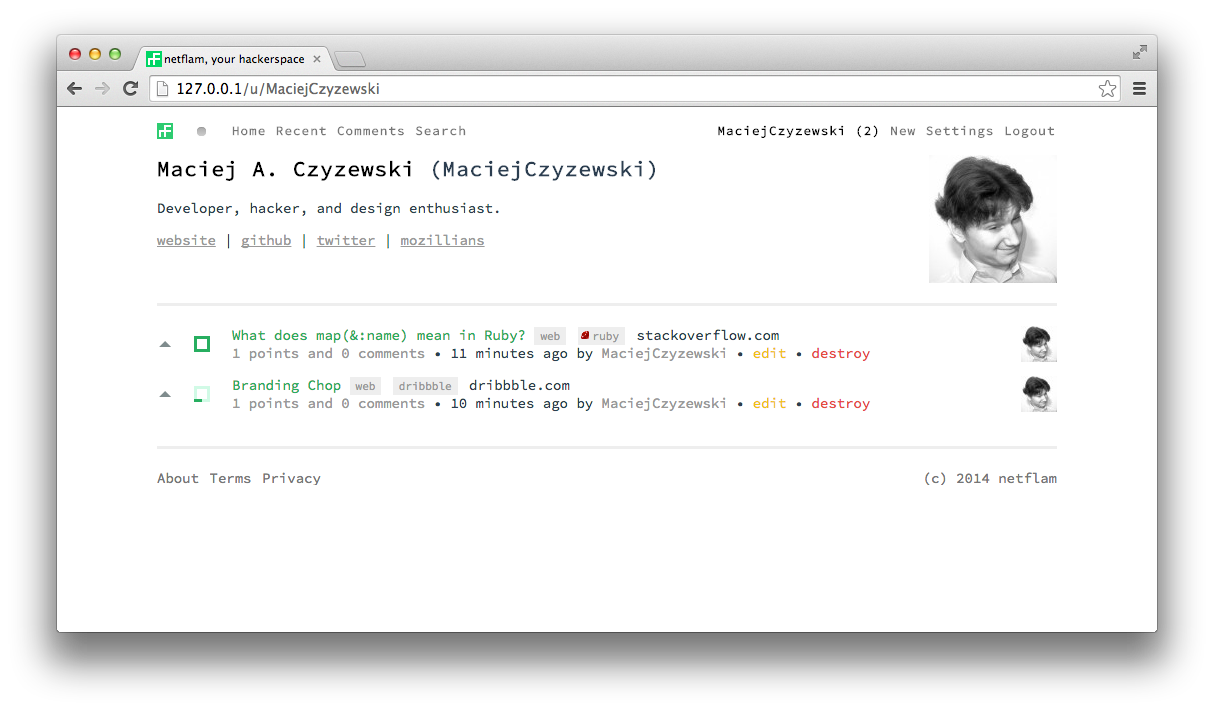 netflam, your hackerspace
127.0.0.1/u/MaciejCzyzewski
Home Recent Comments Search MaciejCzyzewski (2) New Settings Logout
Maciej A. Czyzewski (MaciejCzyzewski)
Developer, hacker, and design enthusiast.
website | github | twitter | mozillians
What does map(&:name) mean in Ruby? web ruby stackoverflow.com
1 points and 0 comments • 11 minutes ago by MaciejCzyzewski • edit • destroy
Branding Chop web dribbble dribbble.com
1 points and 0 comments • 10 minutes ago by MaciejCzyzewski • edit • destroy
About Terms Privacy (c) 2014 netflam